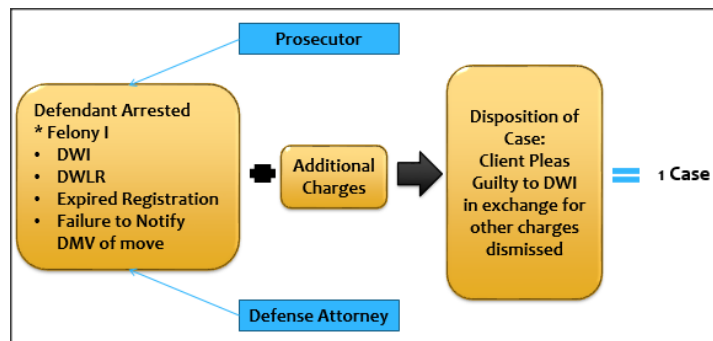 Prosecutor
Defendant Arrested
* Felony I
• DWI
• DWLR
• Expired Registration
• Failure to Notify
DMV of move
Additional
Charges
Disposition of
Case:
Client Pleas
Guilty to DWI
in exchange for
other charges
dismissed
1 Case
Defense Attorney